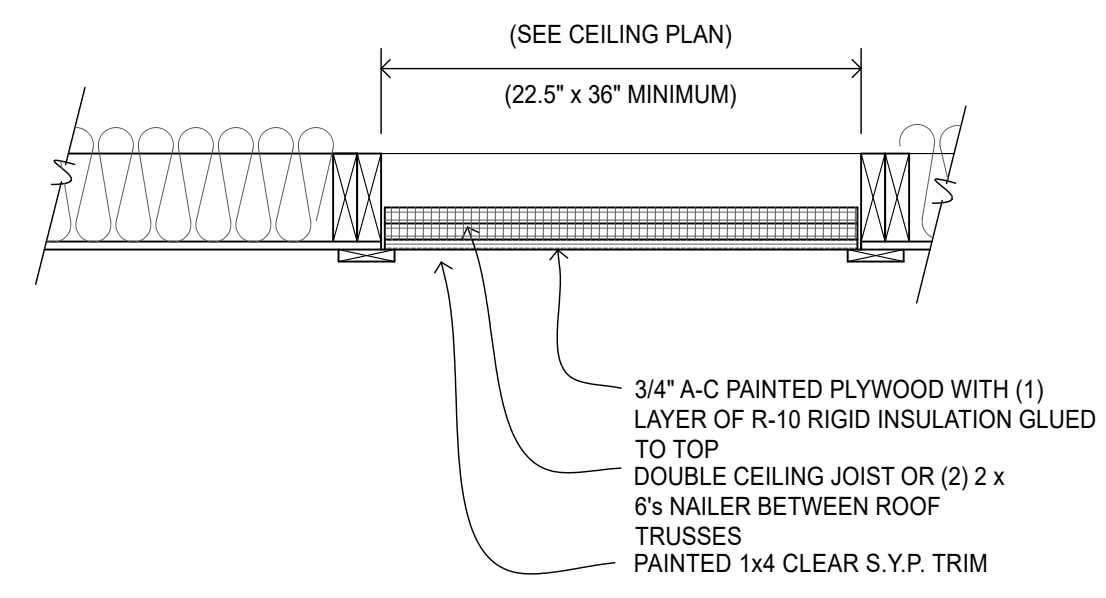 (SEE CEILING PLAN)
(22.5" x 36" MINIMUM)
3/4" A-C PAINTED PLYWOOD WITH (1)
LAYER OF R-10 RIGID INSULATION GLUED
TO TOP
DOUBLE CEILING JOIST OR (2) 2 x
6's NAILER BETWEEN ROOF
TRUSSES
PAINTED 1x4 CLEAR S.Y.P. TRIM